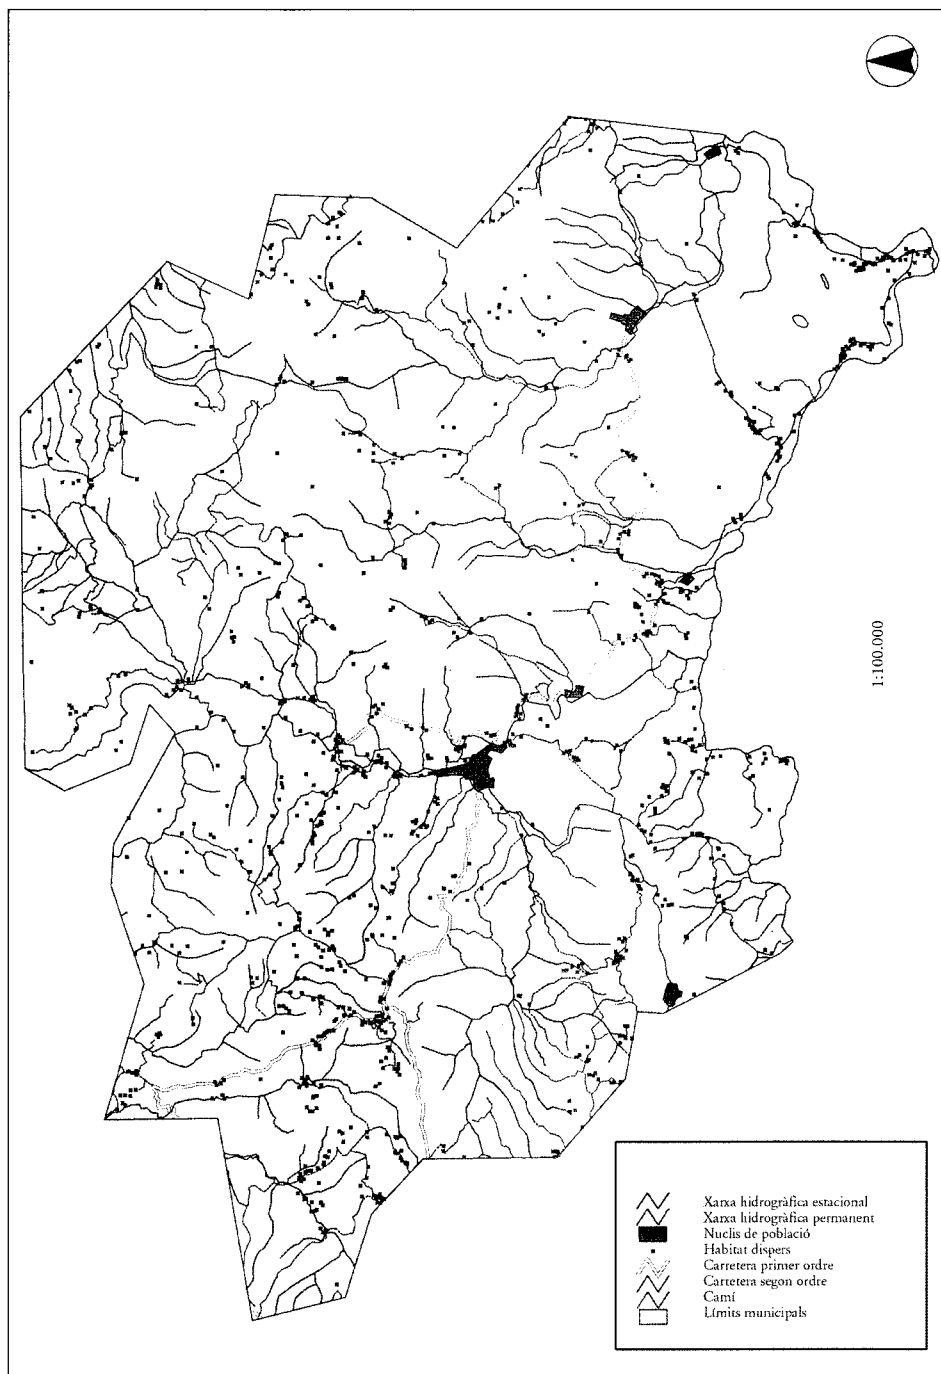 1:100.000
Xarxa hidrogràfica estacional
Xarxa hidrogràfica permanent
Nuclis de població
Habitat dispers
Carretera primer ordre
Carretera segon ordre
Camí
Límits municipals